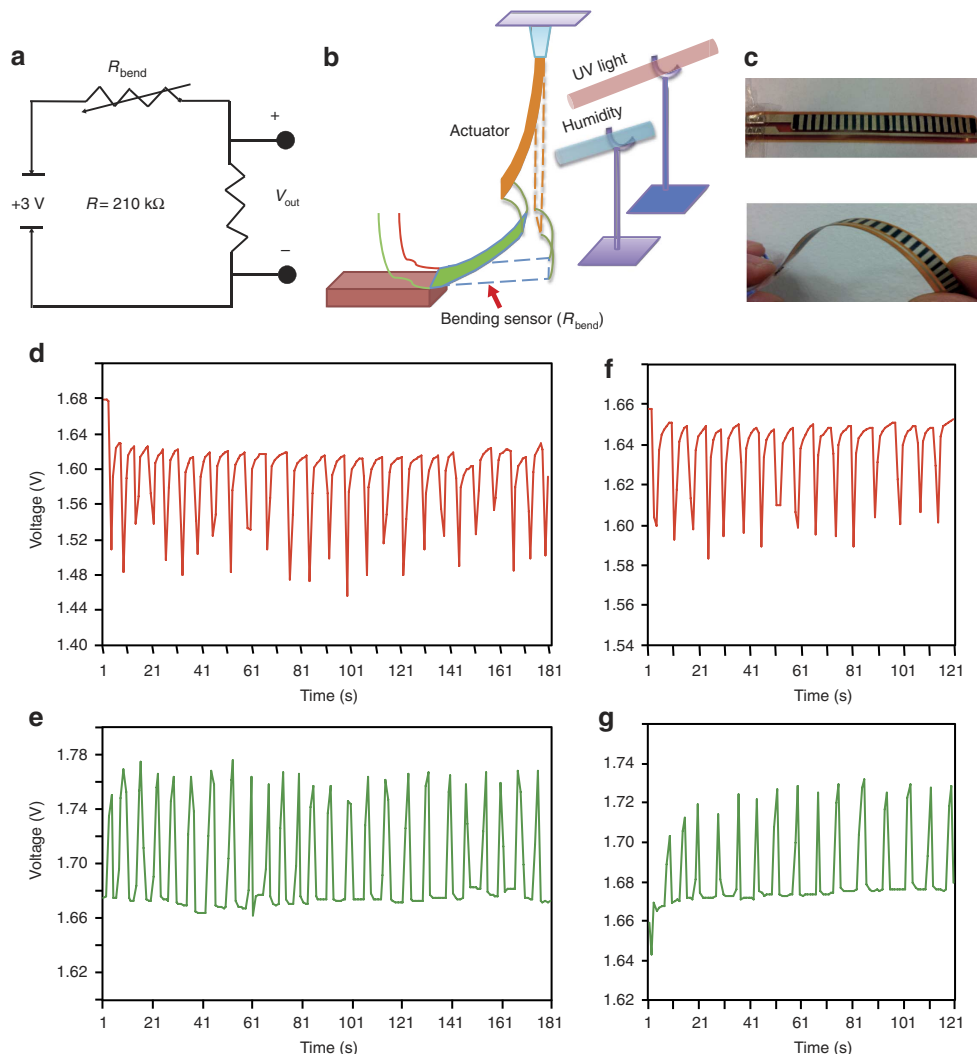 a
R bend
+
+3 V
R = 210 kΩ
V out
−
b
UV light
Humidity
Actuator
Bending sensor (R bend)
c
d
Voltage (V)
1.68
1.64
1.60
1.56
1.52
1.48
1.44
1.40
1 21 41 61 81 101 121 141 161 181
Time (s)
f
1.66
1.64
1.62
1.60
1.58
1.56
1.54
1 21 41 61 81 101 121
Time (s)
e
Voltage (V)
1.78
1.74
1.70
1.66
1.62
1 21 41 61 81 101 121 141 161 181
Time (s)
g
1.74
1.72
1.70
1.68
1.66
1.64
1.62
1 21 41 61 81 101 121
Time (s)